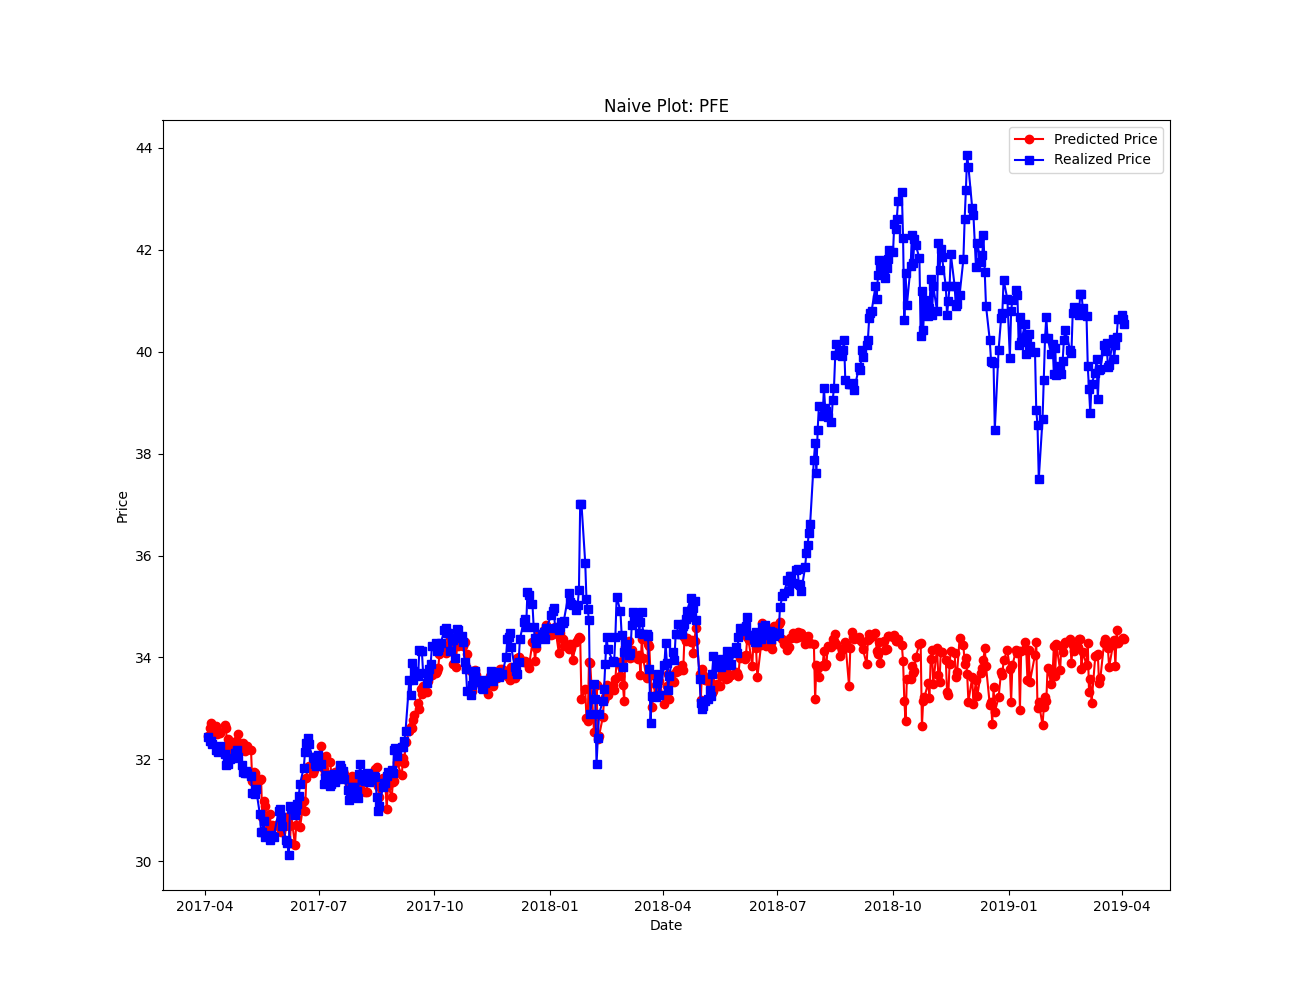 Naive Plot: PFE
Predicted Price
Realized Price
44
42
40
38
36
34
32
30
Price
2017-04 2017-07 2017-10 2018-01 2018-04 2018-07 2018-10 2019-01 2019-04
Date